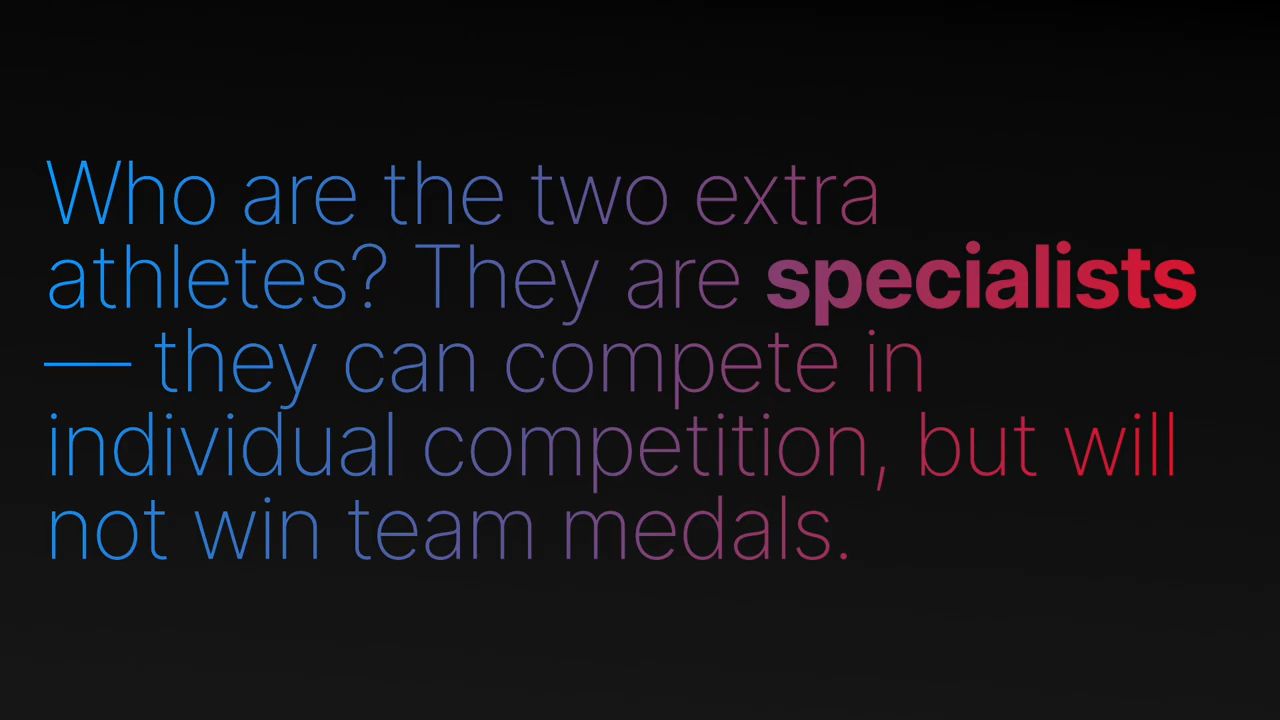 Who are the two extra
athletes? They are specialists
— they can compete in
individual competition, but will
not win team medals.